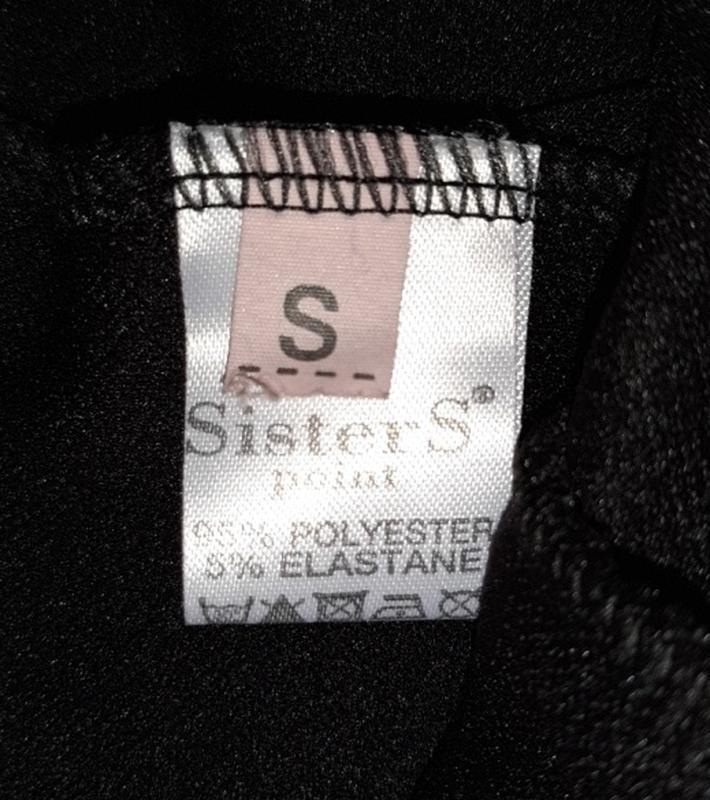 S
SisterS®
point
95% POLYESTER
5% ELASTANE